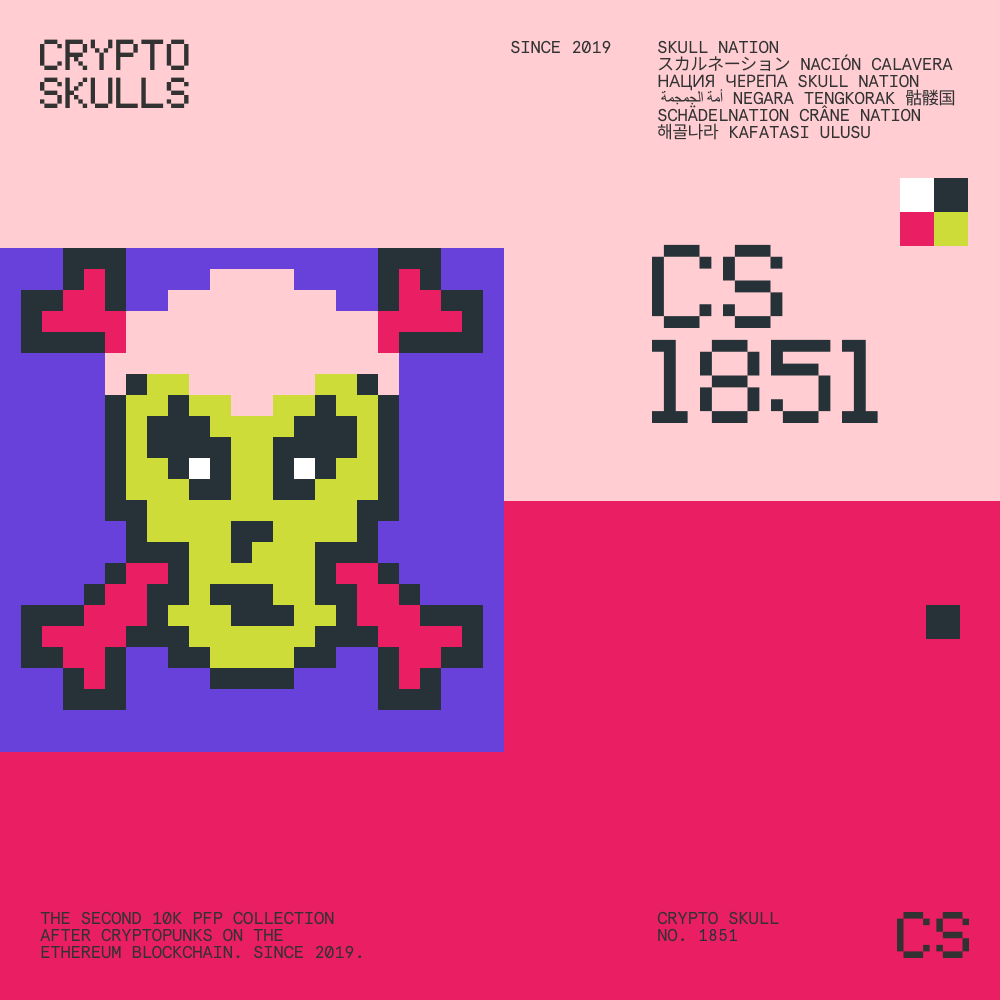 CRYPTO
SKULLS
SINCE 2019
SKULL NATION
スカルネーション NACIÓN CALAVERA
НАЦИЯ ЧЕРЕПА SKULL NATION
أمة الجمجمة NEGARA TENGKORAK 骷髅国
SCHÄDELNATION CRÂNE NATION
해골나라 KAFATASI ULUSU
CS
1851
THE SECOND 10K PFP COLLECTION
AFTER CRYPTOPUNKS ON THE
ETHEREUM BLOCKCHAIN. SINCE 2019.
CRYPTO SKULL
NO. 1851
CS